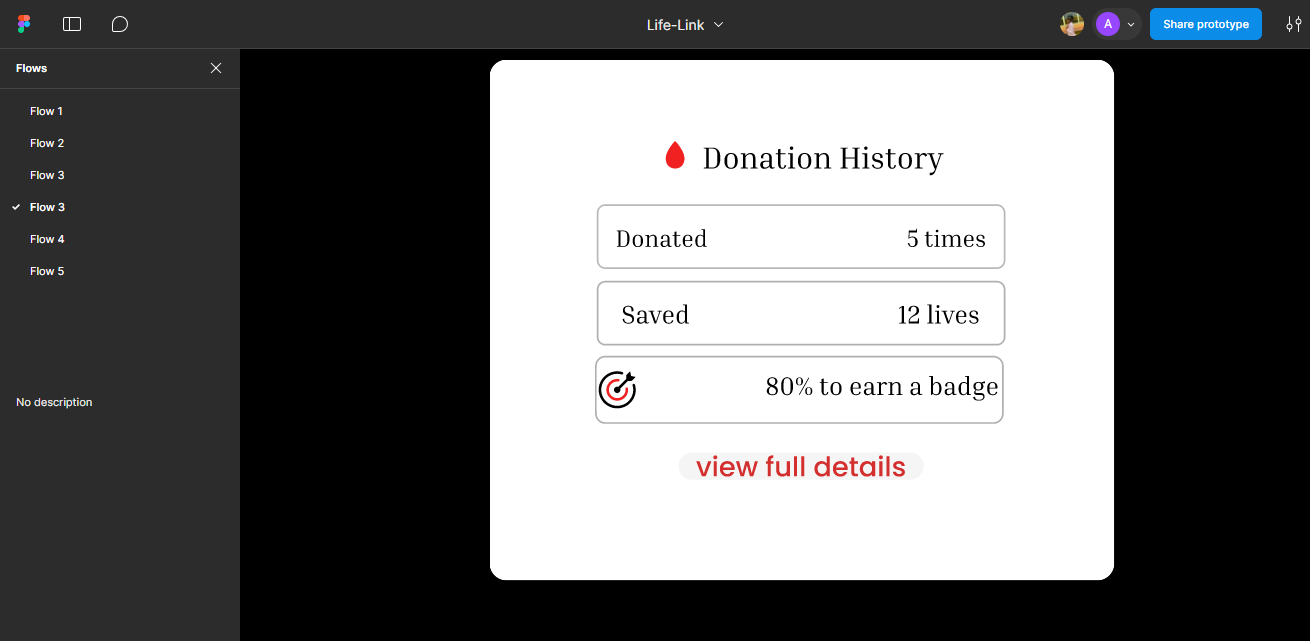 Life-Link
A
Share prototype
Flows
Flow 1
Flow 2
Flow 3
Flow 3
Flow 4
Flow 5
No description
Donation History
Donated 5 times
Saved 12 lives
80% to earn a badge
view full details